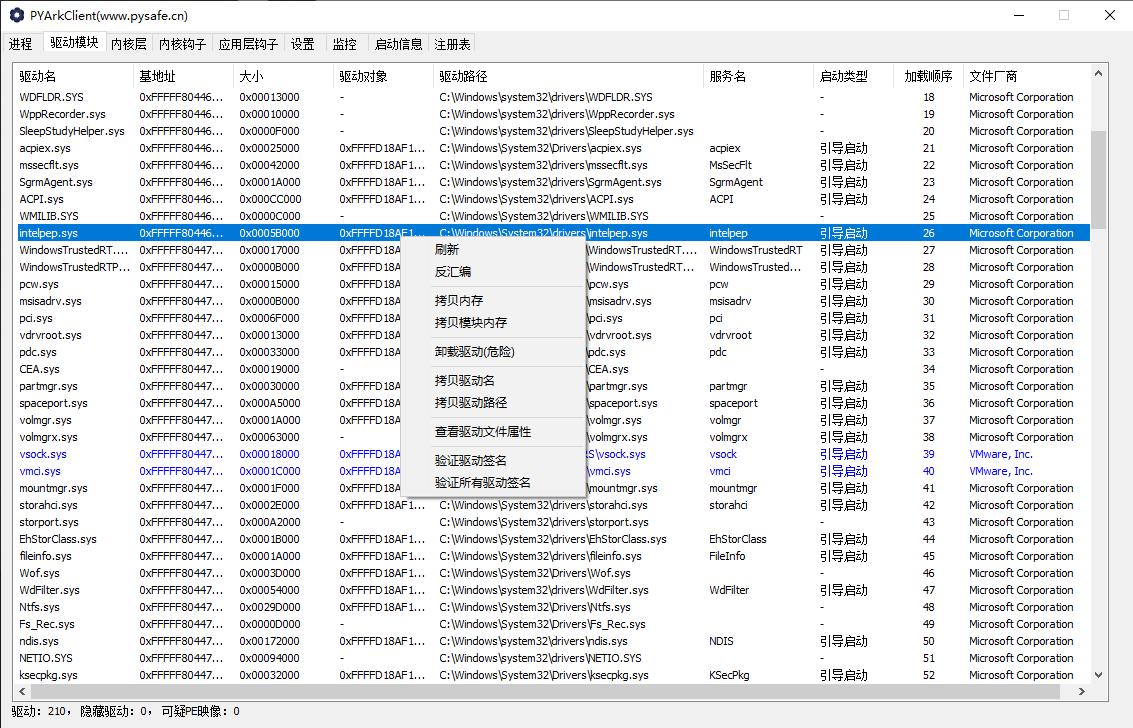 PYArkClient(www.pysafe.cn)
进程 驱动模块 内核层 内核钩子 应用层钩子 设置 监控 启动信息 注册表
驱动名 基地址 大小 驱动对象 驱动路径 服务名 启动类型 加载顺序 文件厂商
WDFLDR.SYS 0xFFFFF80446... 0x00013000 - C:\Windows\system32\drivers\WDFLDR.SYS - 18 Microsoft Corporation
WppRecorder.sys 0xFFFFF80446... 0x00010000 - C:\Windows\system32\drivers\WppRecorder.sys - 19 Microsoft Corporation
SleepStudyHelper.sys 0xFFFFF80446... 0x0000F000 - C:\Windows\system32\drivers\SleepStudyHelper.sys - 20 Microsoft Corporation
acpiex.sys 0xFFFFF80446... 0x00025000 0xFFFFD18AF1... C:\Windows\System32\Drivers\acpiex.sys acpiex 引导启动 21 Microsoft Corporation
mssecflt.sys 0xFFFFF80446... 0x00042000 0xFFFFD18AF1... C:\Windows\system32\drivers\mssecflt.sys MsSecFlt 引导启动 22 Microsoft Corporation
SgrmAgent.sys 0xFFFFF80446... 0x0001A000 0xFFFFD18AF1... C:\Windows\system32\drivers\SgrmAgent.sys SgrmAgent 引导启动 23 Microsoft Corporation
ACPI.sys 0xFFFFF80446... 0x000CC000 0xFFFFD18AF1... C:\Windows\System32\drivers\ACPI.sys ACPI 引导启动 24 Microsoft Corporation
WMILIB.SYS 0xFFFFF80446... 0x0000C000 - C:\Windows\System32\drivers\WMILIB.SYS - 25 Microsoft Corporation
intelpep.sys 0xFFFFF80446... 0x0005B000 0xFFFFD18AF1... C:\Windows\System32\drivers\intelpep.sys intelpep 引导启动 26 Microsoft Corporation
WindowsTrustedRT.... 0xFFFFF80446... 0x00017000 0xFFFFD18A \WindowsTrustedRT.... WindowsTrustedRT 引导启动 27 Microsoft Corporation
WindowsTrustedRTP... 0xFFFFF80446... 0x0000B000 0xFFFFD18A \WindowsTrustedRT... WindowsTrusted... 引导启动 28 Microsoft Corporation
pcw.sys 0xFFFFF80446... 0x00015000 0xFFFFD18A \pcw.sys pcw 引导启动 29 Microsoft Corporation
msisadrv.sys 0xFFFFF80447... 0x0000B000 0xFFFFD18A \msisadrv.sys msisadrv 引导启动 30 Microsoft Corporation
pci.sys 0xFFFFF80447... 0x0006F000 0xFFFFD18A \pci.sys pci 引导启动 31 Microsoft Corporation
vdrvroot.sys 0xFFFFF80447... 0x00013000 0xFFFFD18A \vdrvroot.sys vdrvroot 引导启动 32 Microsoft Corporation
pdc.sys 0xFFFFF80447... 0x00033000 0xFFFFD18A \pdc.sys pdc 引导启动 33 Microsoft Corporation
CEA.sys 0xFFFFF80447... 0x00019000 - \CEA.sys - 34 Microsoft Corporation
partmgr.sys 0xFFFFF80447... 0x00030000 0xFFFFD18A \partmgr.sys partmgr 引导启动 35 Microsoft Corporation
spaceport.sys 0xFFFFF80447... 0x000A5000 0xFFFFD18A \spaceport.sys spaceport 引导启动 36 Microsoft Corporation
volmgr.sys 0xFFFFF80447... 0x0001A000 0xFFFFD18A \volmgr.sys volmgr 引导启动 37 Microsoft Corporation
volmgrx.sys 0xFFFFF80447... 0x00063000 - \volmgrx.sys volmgrx 引导启动 38 Microsoft Corporation
vsock.sys 0xFFFFF80447... 0x00018000 0xFFFFD18A S\vsock.sys vsock 引导启动 39 VMware, Inc.
vmci.sys 0xFFFFF80447... 0x0001C000 0xFFFFD18A \vmci.sys vmci 引导启动 40 VMware, Inc.
mountmgr.sys 0xFFFFF80447... 0x0001F000 0xFFFFD18A \mountmgr.sys mountmgr 引导启动 41 Microsoft Corporation
storahci.sys 0xFFFFF80447... 0x0002E000 0xFFFFD18AF1... C:\Windows\System32\drivers\storahci.sys storahci 引导启动 42 Microsoft Corporation
storport.sys 0xFFFFF80447... 0x000A2000 - C:\Windows\System32\drivers\storport.sys - 43 Microsoft Corporation
EhStorClass.sys 0xFFFFF80447... 0x0001B000 0xFFFFD18AF1... C:\Windows\System32\drivers\EhStorClass.sys EhStorClass 引导启动 44 Microsoft Corporation
fileinfo.sys 0xFFFFF80447... 0x0001A000 0xFFFFD18AF1... C:\Windows\System32\drivers\fileinfo.sys FileInfo 引导启动 45 Microsoft Corporation
Wof.sys 0xFFFFF80447... 0x0003D000 0xFFFFD18AF1... C:\Windows\System32\Drivers\Wof.sys - 46 Microsoft Corporation
WdFilter.sys 0xFFFFF80447... 0x00054000 0xFFFFD18AF1... C:\Windows\system32\drivers\WdFilter.sys WdFilter 引导启动 47 Microsoft Corporation
Ntfs.sys 0xFFFFF80447... 0x0029D000 0xFFFFD18AF1... C:\Windows\System32\Drivers\Ntfs.sys - 48 Microsoft Corporation
Fs_Rec.sys 0xFFFFF80447... 0x0000D000 - C:\Windows\System32\Drivers\Fs_Rec.sys - 49 Microsoft Corporation
ndis.sys 0xFFFFF80447... 0x00172000 0xFFFFD18AF1... C:\Windows\system32\drivers\ndis.sys NDIS 引导启动 50 Microsoft Corporation
NETIO.SYS 0xFFFFF80447... 0x00094000 - C:\Windows\system32\drivers\NETIO.SYS - 51 Microsoft Corporation
ksecpkg.sys 0xFFFFF80447... 0x00032000 0xFFFFD18AF1... C:\Windows\System32\Drivers\ksecpkg.sys KSecPkg 引导启动 52 Microsoft Corporation
刷新
反汇编
拷贝内存
拷贝模块内存
卸载驱动(危险)
拷贝驱动名
拷贝驱动路径
查看驱动文件属性
验证驱动签名
验证所有驱动签名
驱动: 210, 隐藏驱动: 0, 可疑PE映像: 0